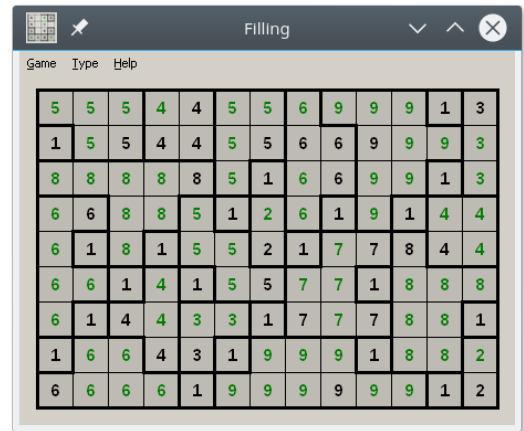 Filling
Game Type Help
5 5 5 4 4 5 5 6 9 9 9 1 3
1 5 5 4 4 5 5 6 6 9 9 9 3
8 8 8 8 8 5 1 6 6 9 9 1 3
6 6 8 8 5 1 2 6 1 9 1 4 4
6 1 8 1 5 5 2 1 7 7 8 4 4
6 6 1 4 1 5 5 7 7 1 8 8 8
6 1 4 4 3 3 1 7 7 7 8 8 1
1 6 6 4 3 1 9 9 9 1 8 8 2
6 6 6 6 1 9 9 9 9 9 9 1 2